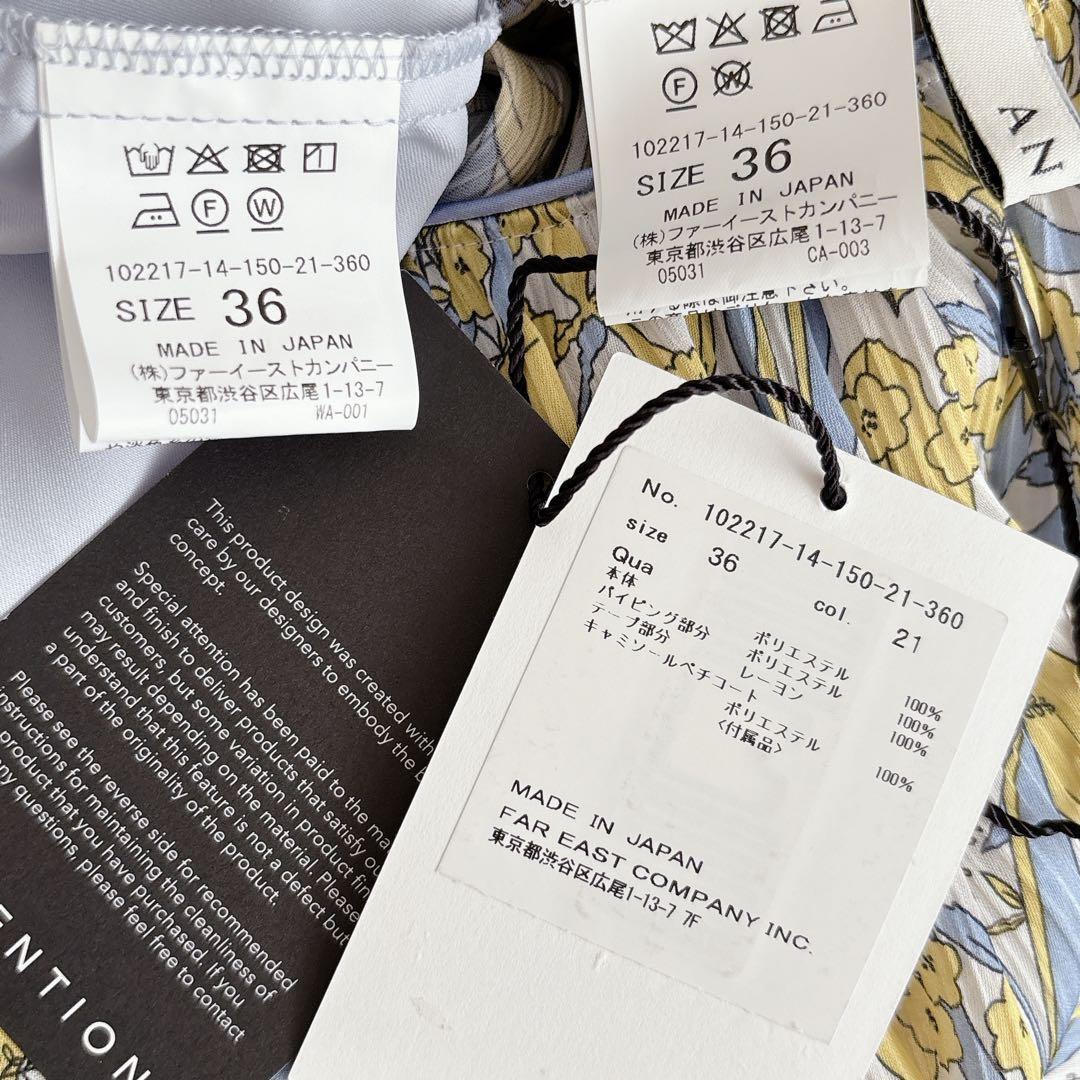 F W
102217-14-150-21-360
SIZE 36
MADE IN JAPAN
(株)ファーイーストカンパニー
東京都渋谷区広尾1-13-7
05031 WA-001
F W
102217-14-150-21-360
SIZE 36
MADE IN JAPAN
(株)ファーイーストカンパニー
東京都渋谷区広尾1-13-7
05031 CA-003
る際は御注意下さい。
AN
No. 102217-14-150-21-360
size 36 col. 21
Qua
本体 ポリエステル 100%
パイピング部分 ポリエステル 100%
テープ部分 レーヨン 100%
キャミソールペチコート
ポリエステル 100%
<付属品>
MADE IN JAPAN
FAR EAST COMPANY INC.
東京都渋谷区広尾1-13-7 7F
This product design was created with
care by our designers to embody the
concept.
Special attention has been paid to the
and finish to deliver products that satisfy
customers, but some variation in product
may result depending on the material. Please
understand that this feature is not a defect but
a part of the originality of the product.
Please see the reverse side for recommended
instructions for maintaining the cleanliness of
product that you have purchased. If you
any questions, please feel free to contact
ENTION